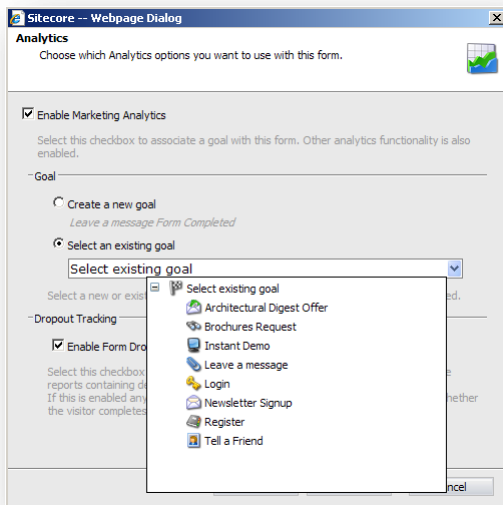 Sitecore -- Webpage Dialog
Analytics
Choose which Analytics options you want to use with this form.
Enable Marketing Analytics
Select this checkbox to associate a goal with this form. Other analytics functionality is also
enabled.
Goal
Create a new goal
Leave a message Form Completed
Select an existing goal
Select existing goal
Select a new or exist
ed.
Select existing goal
Architectural Digest Offer
Brochures Request
Instant Demo
Leave a message
Login
Newsletter Signup
Register
Tell a Friend
Dropout Tracking
Enable Form Dro
Select this checkbox
e
reports containing de
If this is enabled any
hether
the visitor completes
ncel